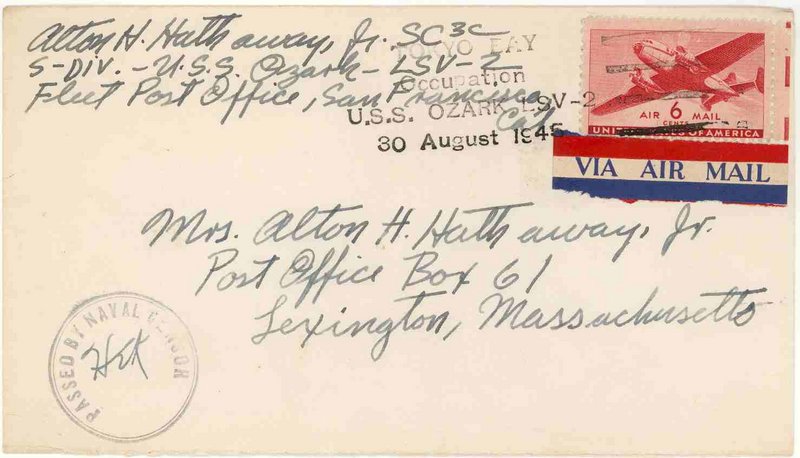 Alton H. Hathaway, Jr. SC3C
S-DIV. - U.S.S. Ozark - LSV-2
Fleet Post Office, San Francisco,
Cal.
TOKYO BAY
Occupation
U.S.S. OZARK LSV-2
30 August 1945
AIR 6 MAIL
CENTS
UNITED STATES OF AMERICA
VIA AIR MAIL
Mrs. Alton H. Hathaway, Jr.
Post Office Box 61
Lexington, Massachusetts
PASSED BY NAVAL CENSOR